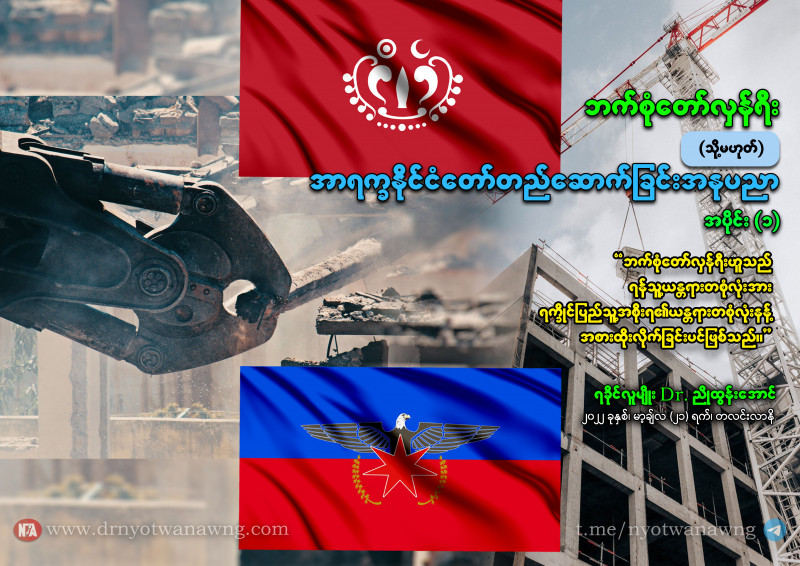 ဘက်စုံတော်လှန်ရီး
(သို့မဟုတ်)
အာရက္ခနိုင်ငံတော်တည်ဆောက်ခြင်းအနုပညာ
အပိုင်း (၁)
“ဘက်စုံတော်လှန်ရီးဟူသည်
ရန်သူ့ယန္တရားတစုံလုံးအား
ရက္ခိုင်ပြည်သူ့အစိုးရ၏ယန္တရားတစုံလုံးနန့်
အစားထိုးလိုက်ခြင်းပင်ဖြစ်သည်။”
ရခိုင်လူမျိုး Dr. ညိုထွန်းအောင်
၂၀၂၂ ခုနှစ်၊ မာ့ချ်လ (၂၁) ရက်၊ တလင်းလာနိ
NTA www.drnyotwanawng.com
t.me/nyotwanawng